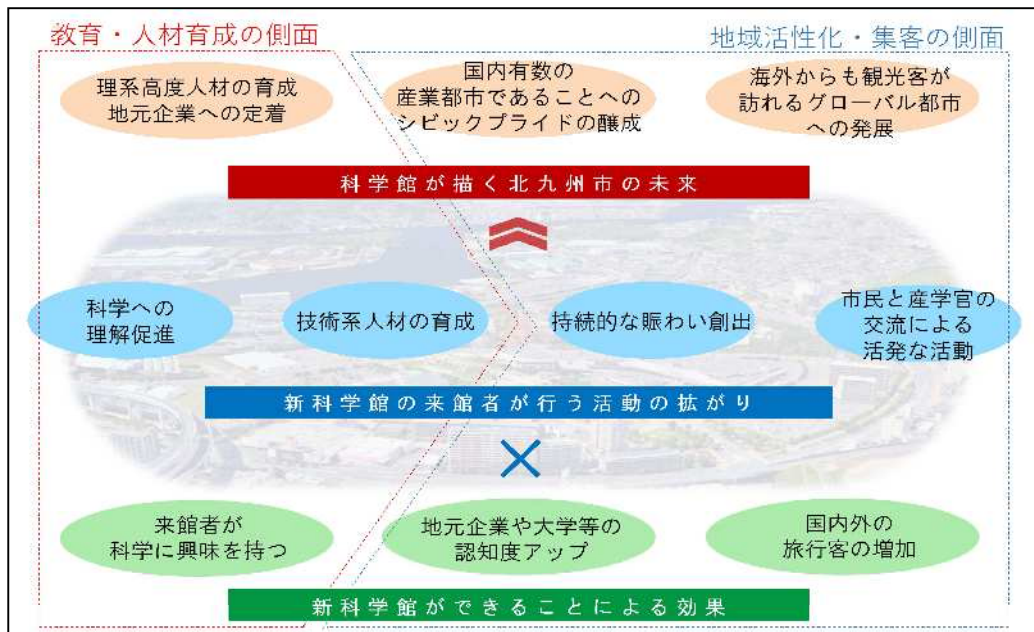 教育・人材育成の側面
地域活性化・集客の側面
理系高度人材の育成
地元企業への定着
国内有数の
産業都市であることへの
シビックプライドの醸成
海外からも観光客が
訪れるグローバル都市
への発展
科学館が描く北九州市の未来
科学への
理解促進
技術系人材の育成
持続的な賑わい創出
市民と産学官の
交流による
活発な活動
新科学館の来館者が行う活動の拡がり
来館者が
科学に興味を持つ
地元企業や大学等の
認知度アップ
国内外の
旅行客の増加
新科学館ができることによる効果